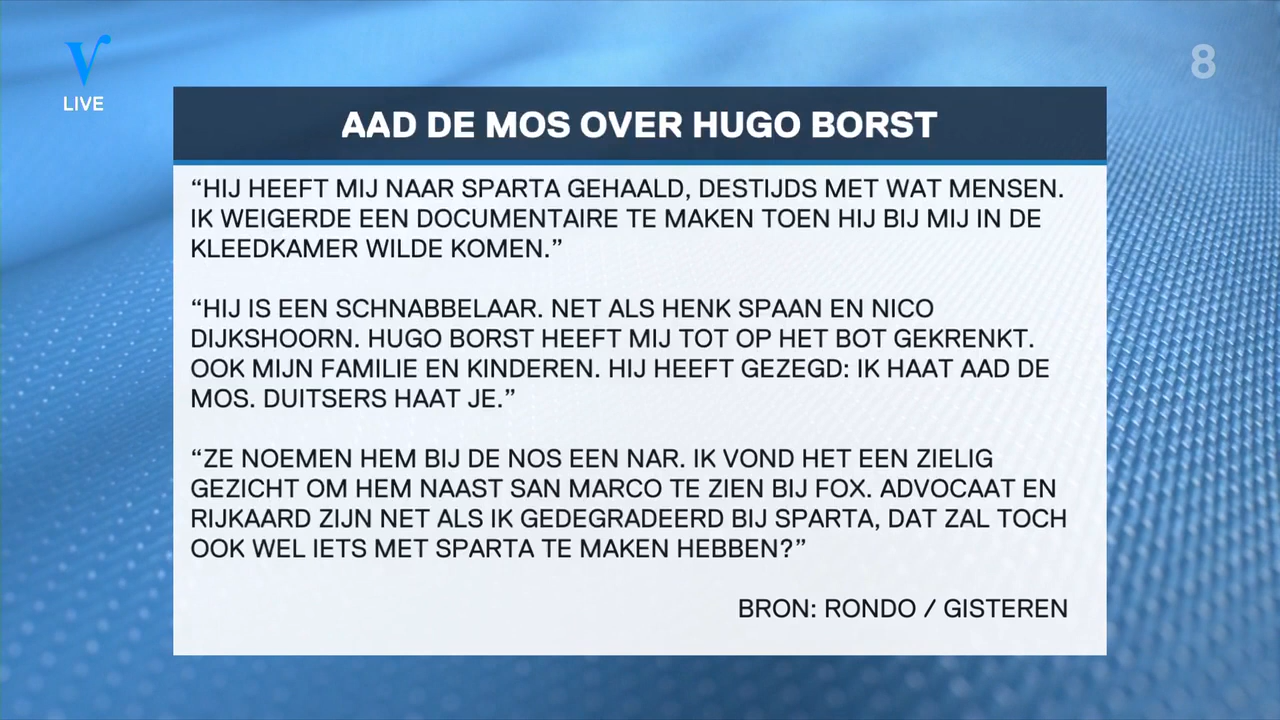 V
LIVE
8
AAD DE MOS OVER HUGO BORST
“HIJ HEEFT MIJ NAAR SPARTA GEHAALD, DESTIJDS MET WAT MENSEN.
IK WEIGERDE EEN DOCUMENTAIRE TE MAKEN TOEN HIJ BIJ MIJ IN DE
KLEEDKAMER WILDE KOMEN.”
“HIJ IS EEN SCHNABBELAAR. NET ALS HENK SPAAN EN NICO
DIJKSHOORN. HUGO BORST HEEFT MIJ TOT OP HET BOT GEKRENKT.
OOK MIJN FAMILIE EN KINDEREN. HIJ HEEFT GEZEGD: IK HAAT AAD DE
MOS. DUITSERS HAAT JE.”
“ZE NOEMEN HEM BIJ DE NOS EEN NAR. IK VOND HET EEN ZIELIG
GEZICHT OM HEM NAAST SAN MARCO TE ZIEN BIJ FOX. ADVOCAAT EN
RIJKAARD ZIJN NET ALS IK GEDEGRADEERD BIJ SPARTA, DAT ZAL TOCH
OOK WEL IETS MET SPARTA TE MAKEN HEBBEN?”
BRON: RONDO / GISTEREN